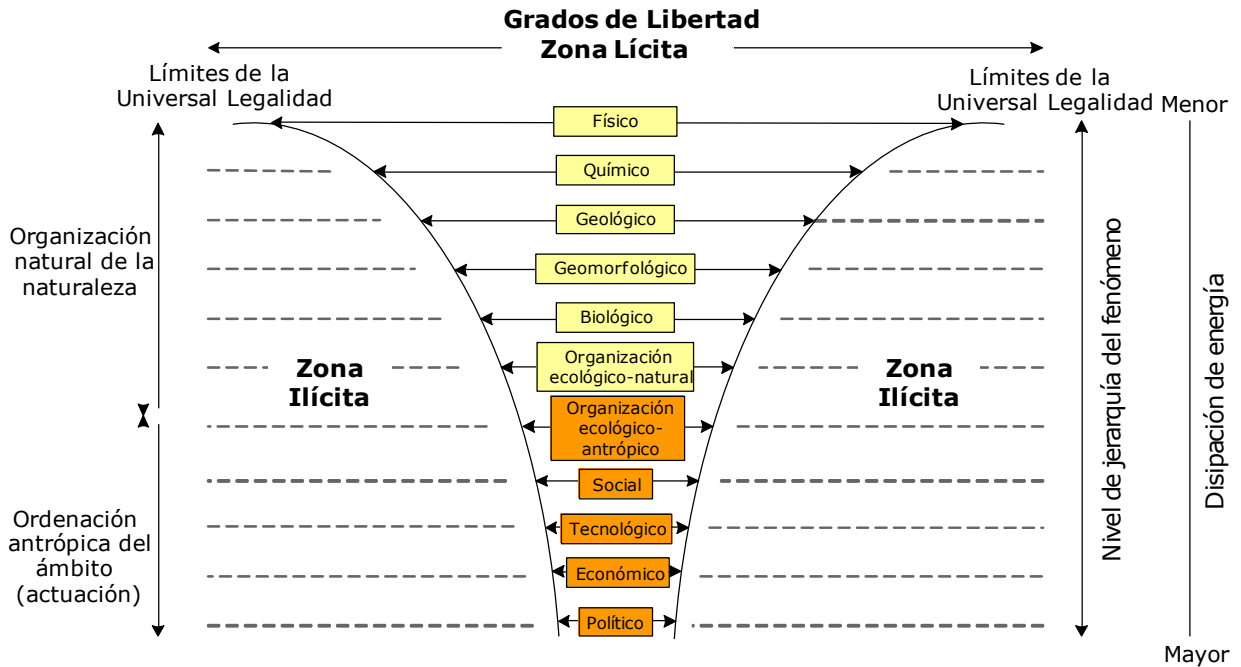 Grados de Libertad
Zona Lícita
Límites de la
Universal Legalidad
Límites de la
Universal Legalidad
Menor
Físico
Químico
Geológico
Geomorfológico
Biológico
Organización
ecológico-natural
Organización
ecológico-
antrópico
Social
Tecnológico
Económico
Político
Organización
natural de la
naturaleza
Ordenación
antrópica del
ámbito
(actuación)
Zona
Ilícita
Zona
Ilícita
Nivel de jerarquía del fenómeno
Disipación de energía
Mayor